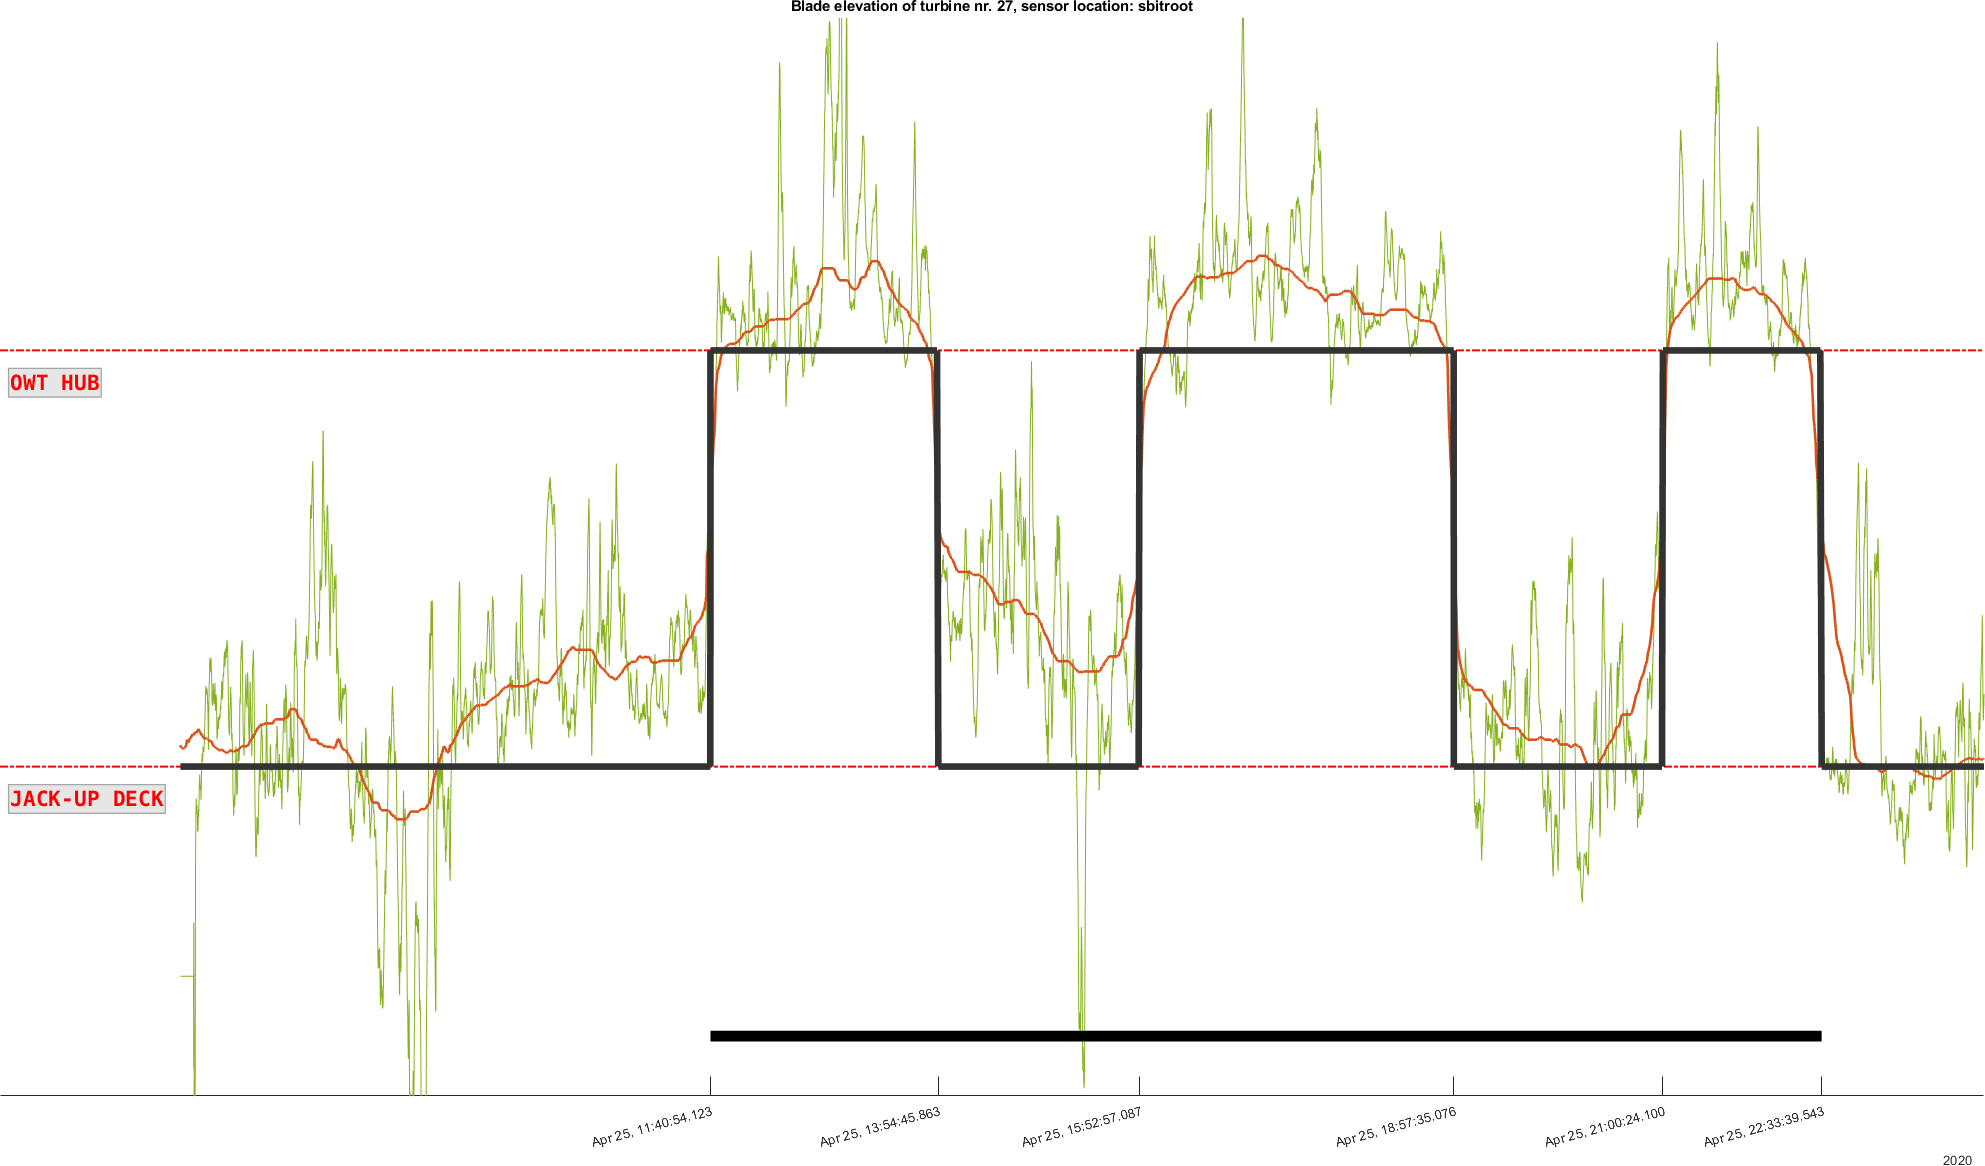 Blade elevation of turbine nr. 27, sensor location: sbitroot
OWT HUB
JACK-UP DECK
Apr 25, 11:40:54.123
Apr 25, 13:54:45.863
Apr 25, 15:52:57.087
Apr 25, 18:57:35.076
Apr 25, 21:00:24.100
Apr 25, 22:33:39.543
2020